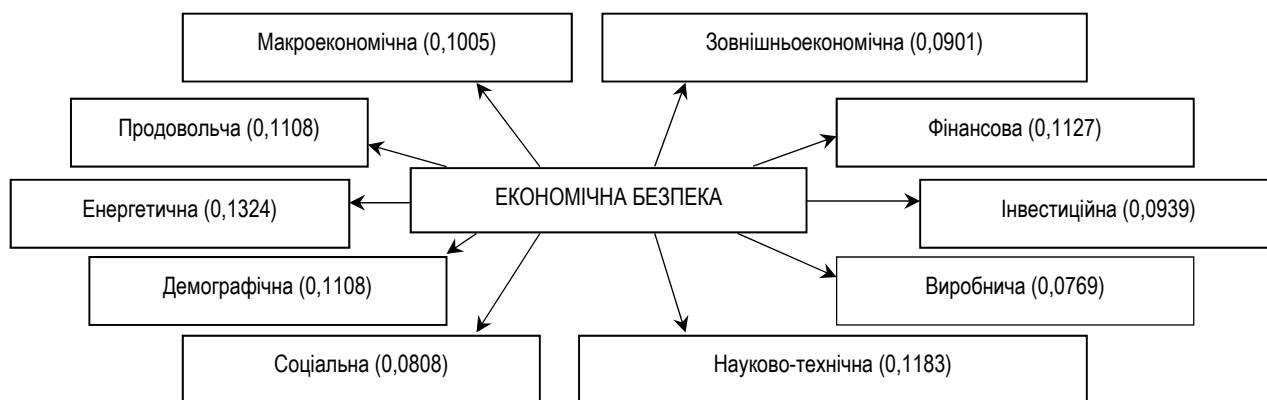 Макроекономічна (0,1005)
Зовнішньоекономічна (0,0901)
Продовольча (0,1108)
Фінансова (0,1127)
ЕКОНОМІЧНА БЕЗПЕКА
Енергетична (0,1324)
Інвестиційна (0,0939)
Демографічна (0,1108)
Виробнича (0,0769)
Соціальна (0,0808)
Науково-технічна (0,1183)